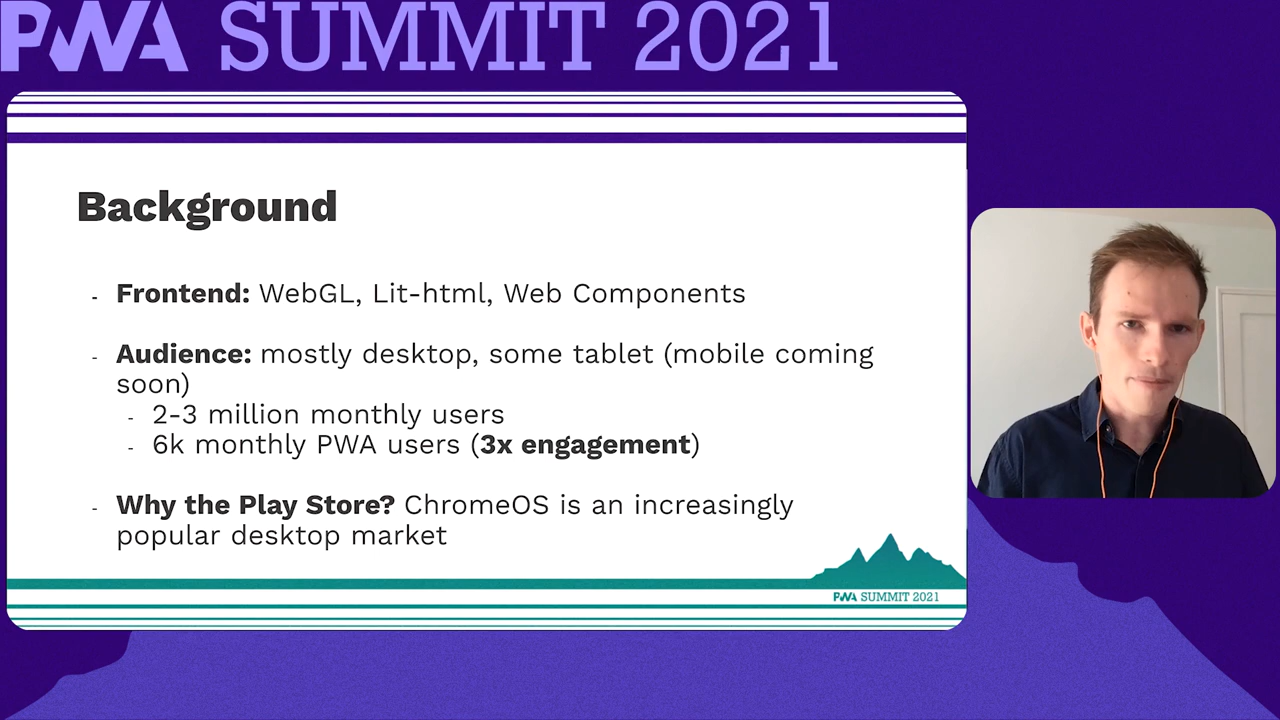 PWA SUMMIT 2021
Background
- Frontend: WebGL, Lit-html, Web Components
- Audience: mostly desktop, some tablet (mobile coming
soon)
- 2-3 million monthly users
- 6k monthly PWA users (3x engagement)
- Why the Play Store? ChromeOS is an increasingly
popular desktop market
PWA SUMMIT 2021